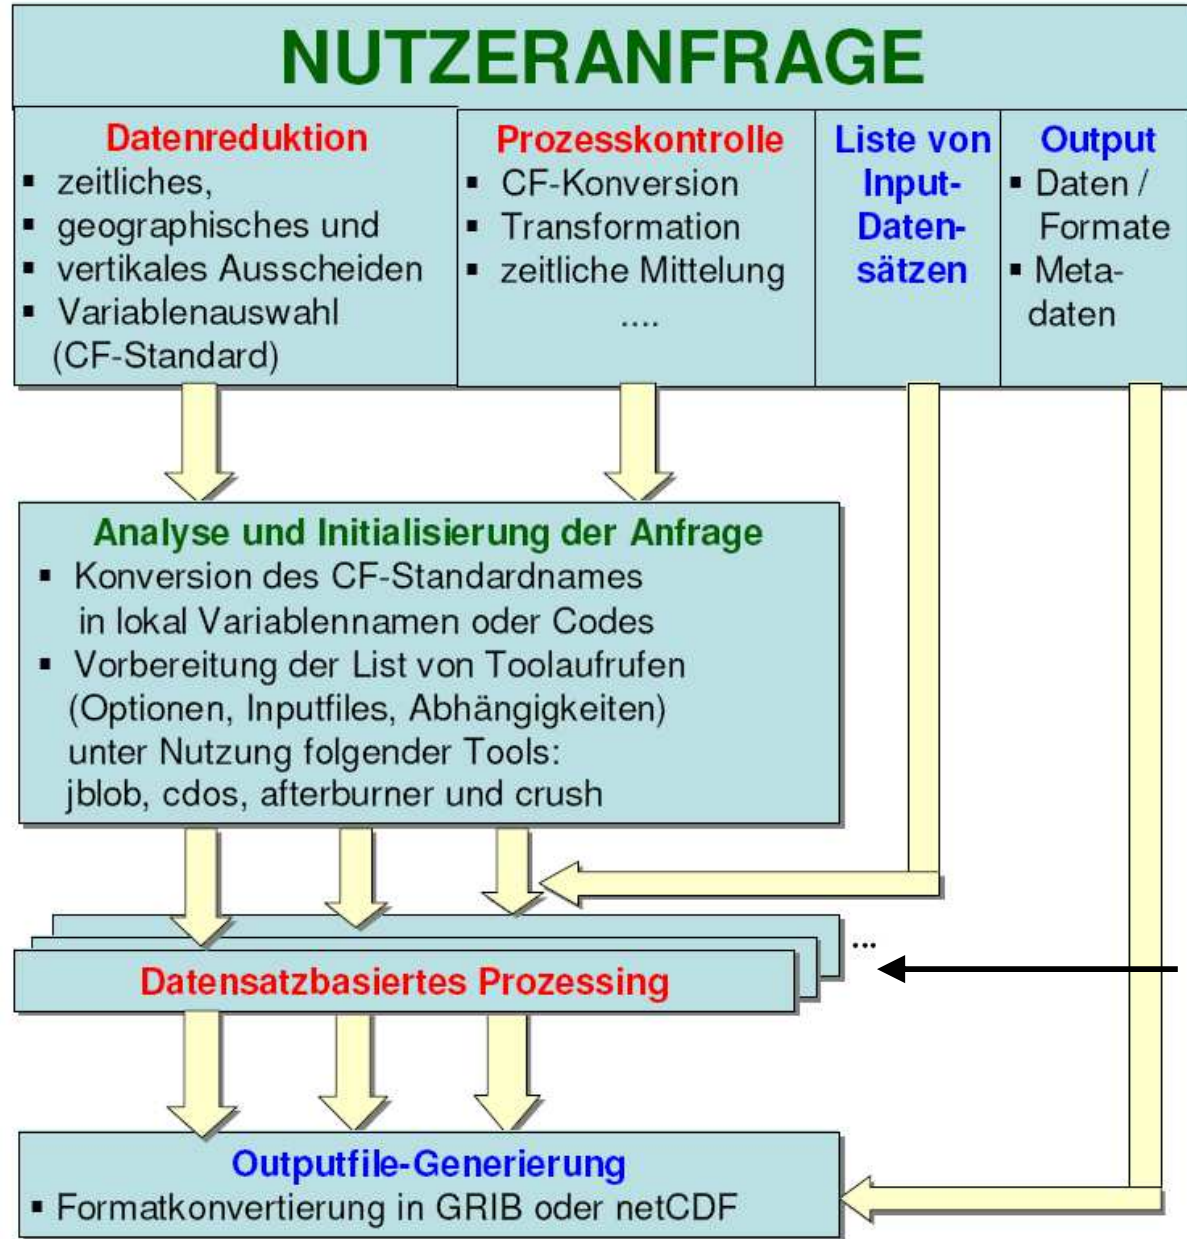 NUTZERANFRAGE
Datenreduktion
▪ zeitliches,
▪ geographisches und
▪ vertikales Ausscheiden
▪ Variablenauswahl
(CF-Standard)
Prozesskontrolle
▪ CF-Konversion
▪ Transformation
▪ zeitliche Mittelung
....
Liste von
Input-
Daten-
sätzen
Output
▪ Daten /
Formate
▪ Meta-
daten
Analyse und Initialisierung der Anfrage
▪ Konversion des CF-Standardnames
in lokal Variablennamen oder Codes
▪ Vorbereitung der List von Toolaufrufen
(Optionen, Inputfiles, Abhängigkeiten)
unter Nutzung folgender Tools:
jblob, cdos, afterburner und crush
...
Datensatzbasiertes Prozessing
Outputfile-Generierung
▪ Formatkonvertierung in GRIB oder netCDF